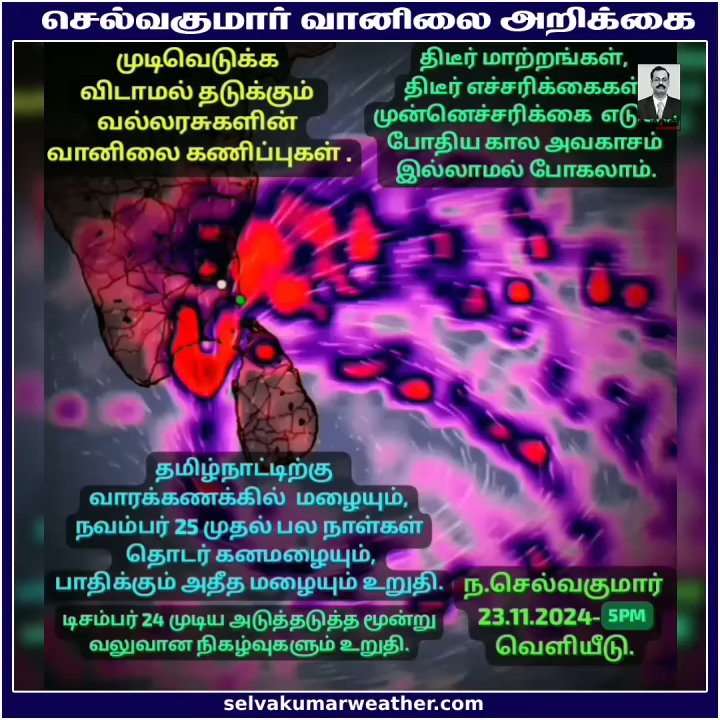 செல்வகுமார் வானிலை அறிக்கை
முடிவெடுக்க
விடாமல் தடுக்கும்
வல்லரசுகளின்
வானிலை கணிப்புகள் .
திடீர் மாற்றங்கள்,
திடீர் எச்சரிக்கைகள்
முன்னெச்சரிக்கை
போதிய கால அவகாசம்
இல்லாமல் போகலாம்.
தமிழ்நாட்டிற்கு
வாரக்கணக்கில் மழையும்,
நவம்பர் 25 முதல் பல நாள்கள்
தொடர் கனமழையும்,
பாதிக்கும் அதீத மழையும் உறுதி.
டிசம்பர் 24 முடிய அடுத்தடுத்த மூன்று
வலுவான நிகழ்வுகளும் உறுதி.
ந.செல்வகுமார்
23.11.2024- 5PM
வெளியீடு.
selvakumarweather.com